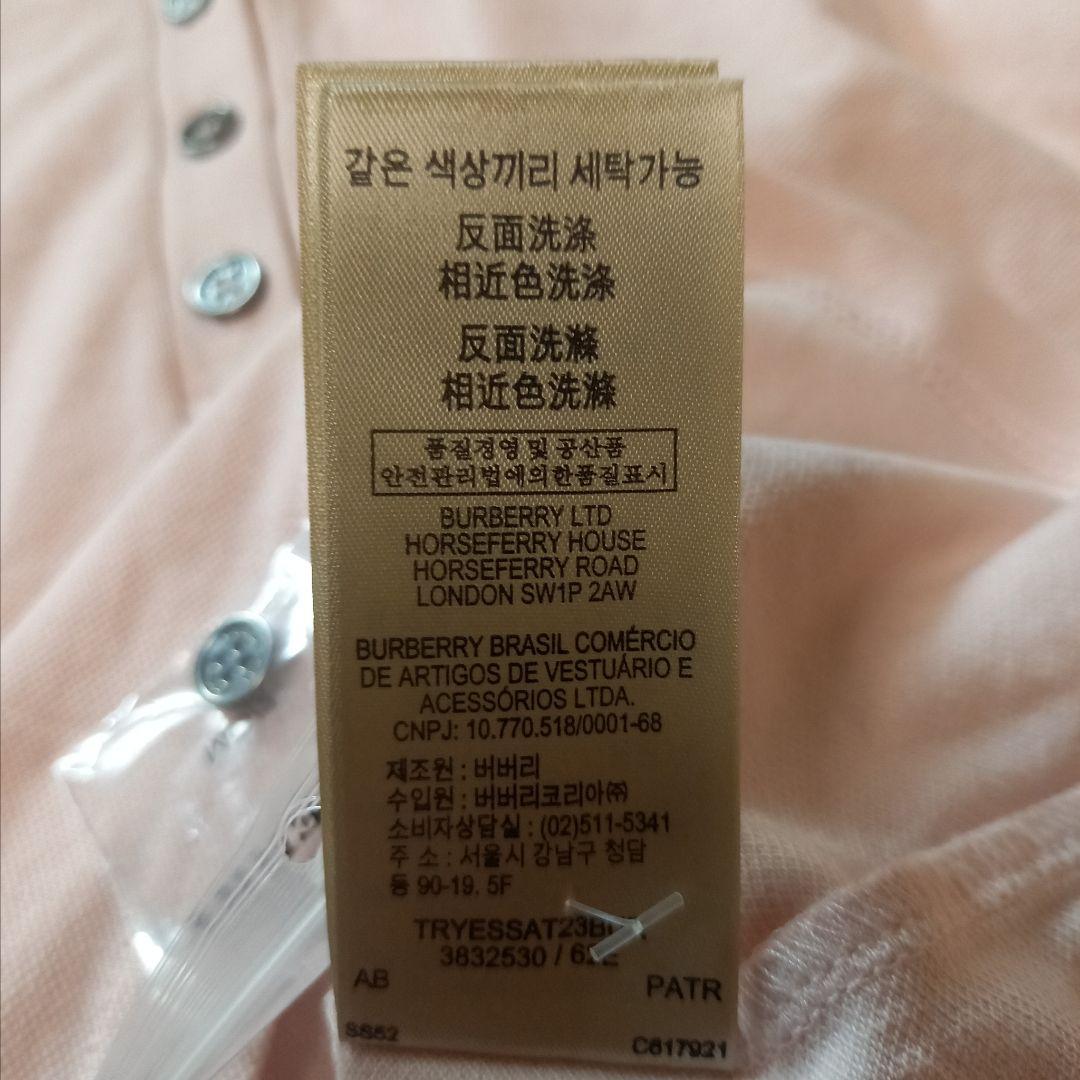 같은 색상끼리 세탁가능
反面洗涤
相近色洗涤
反面洗滌
相近色洗滌
품질경영 및 공산품
안전관리법에의한품질표시
BURBERRY LTD
HORSEFERRY HOUSE
HORSEFERRY ROAD
LONDON SW1P 2AW
BURBERRY BRASIL COMÉRCIO
DE ARTIGOS DE VESTUÁRIO E
ACESSÓRIOS LTDA.
CNPJ: 10.770.518/0001-68
제조원 : 버버리
수입원 : 버버리코리아㈜
소비자상담실 : (02)511-5341
주 소 : 서울시 강남구 청담
동 90-19. 5F
3832530 /
AB
PATR
SS52
C617921